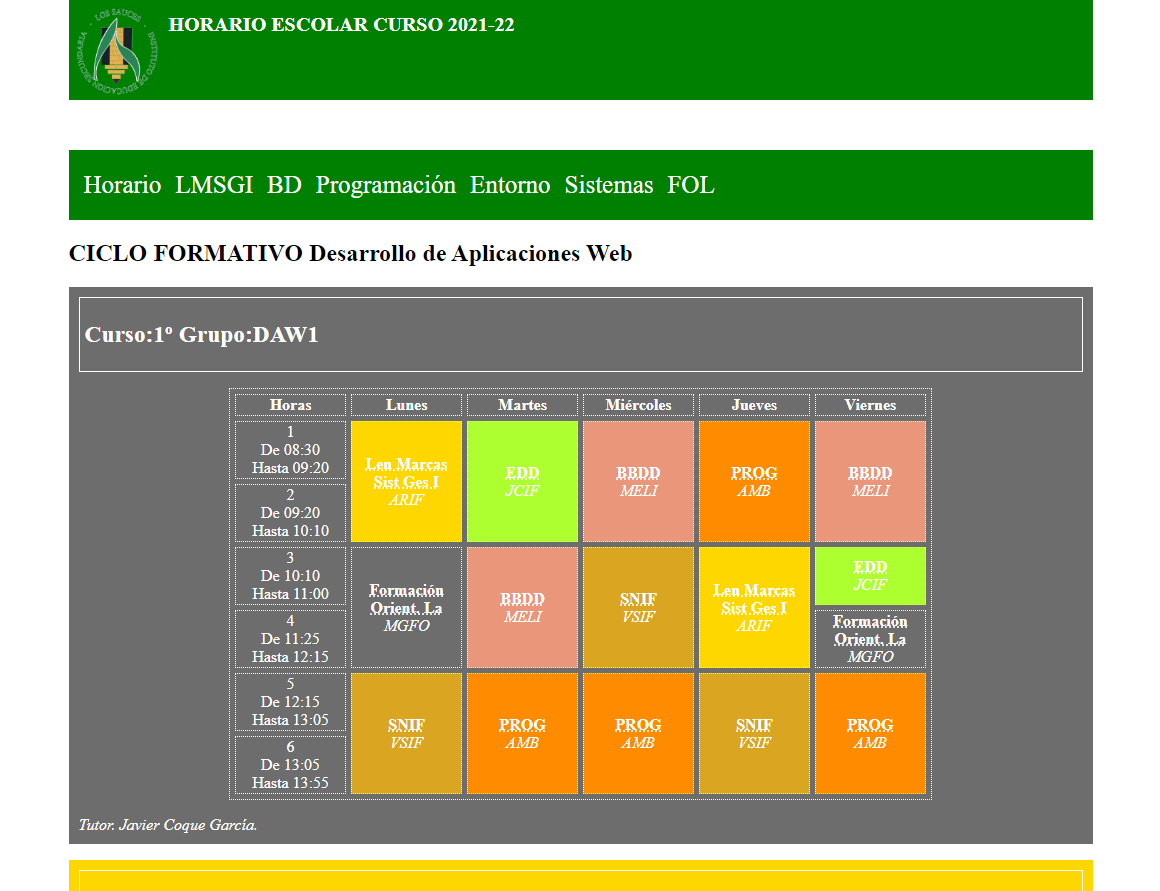 · LOS SAUCES · INSTITUTO DE EDUCACION SECUNDARIA
HORARIO ESCOLAR CURSO 2021-22
Horario LMSGI BD Programación Entorno Sistemas FOL
CICLO FORMATIVO Desarrollo de Aplicaciones Web
Curso:1º Grupo:DAW1
Horas Lunes Martes Miércoles Jueves Viernes
1
De 08:30
Hasta 09:20
Len Marcas
Sist Ges I
ARIF
EDD
JCIF
BBDD
MELI
PROG
AMB
BBDD
MELI
2
De 09:20
Hasta 10:10
3
De 10:10
Hasta 11:00
Formación
Orient. La
MGFO
BBDD
MELI
SNIF
VSIF
Len Marcas
Sist Ges I
ARIF
EDD
JCIF
4
De 11:25
Hasta 12:15
Formación
Orient. La
MGFO
5
De 12:15
Hasta 13:05
SNIF
VSIF
PROG
AMB
PROG
AMB
SNIF
VSIF
PROG
AMB
6
De 13:05
Hasta 13:55
Tutor. Javier Coque García.